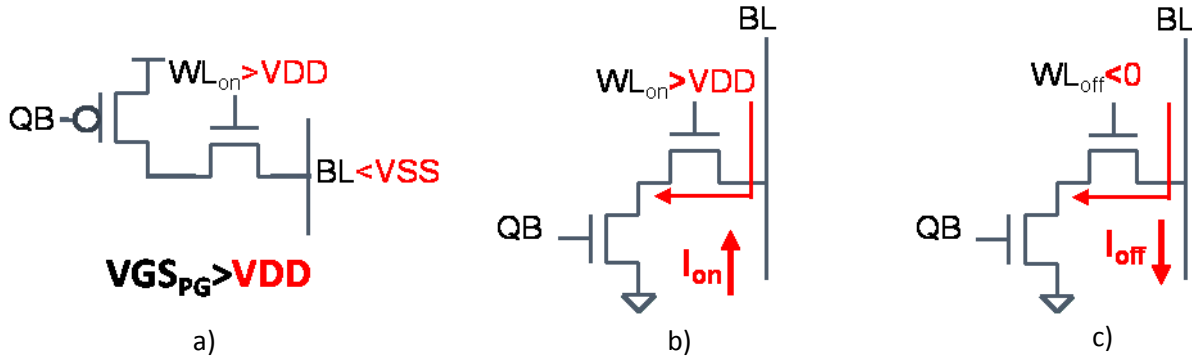 WLon>VDD
QB
BL<VSS
VGSPG>VDD
a)
BL
WLon>VDD
QB
Ion
b)
BL
WLoff<0
QB
Ioff
c)